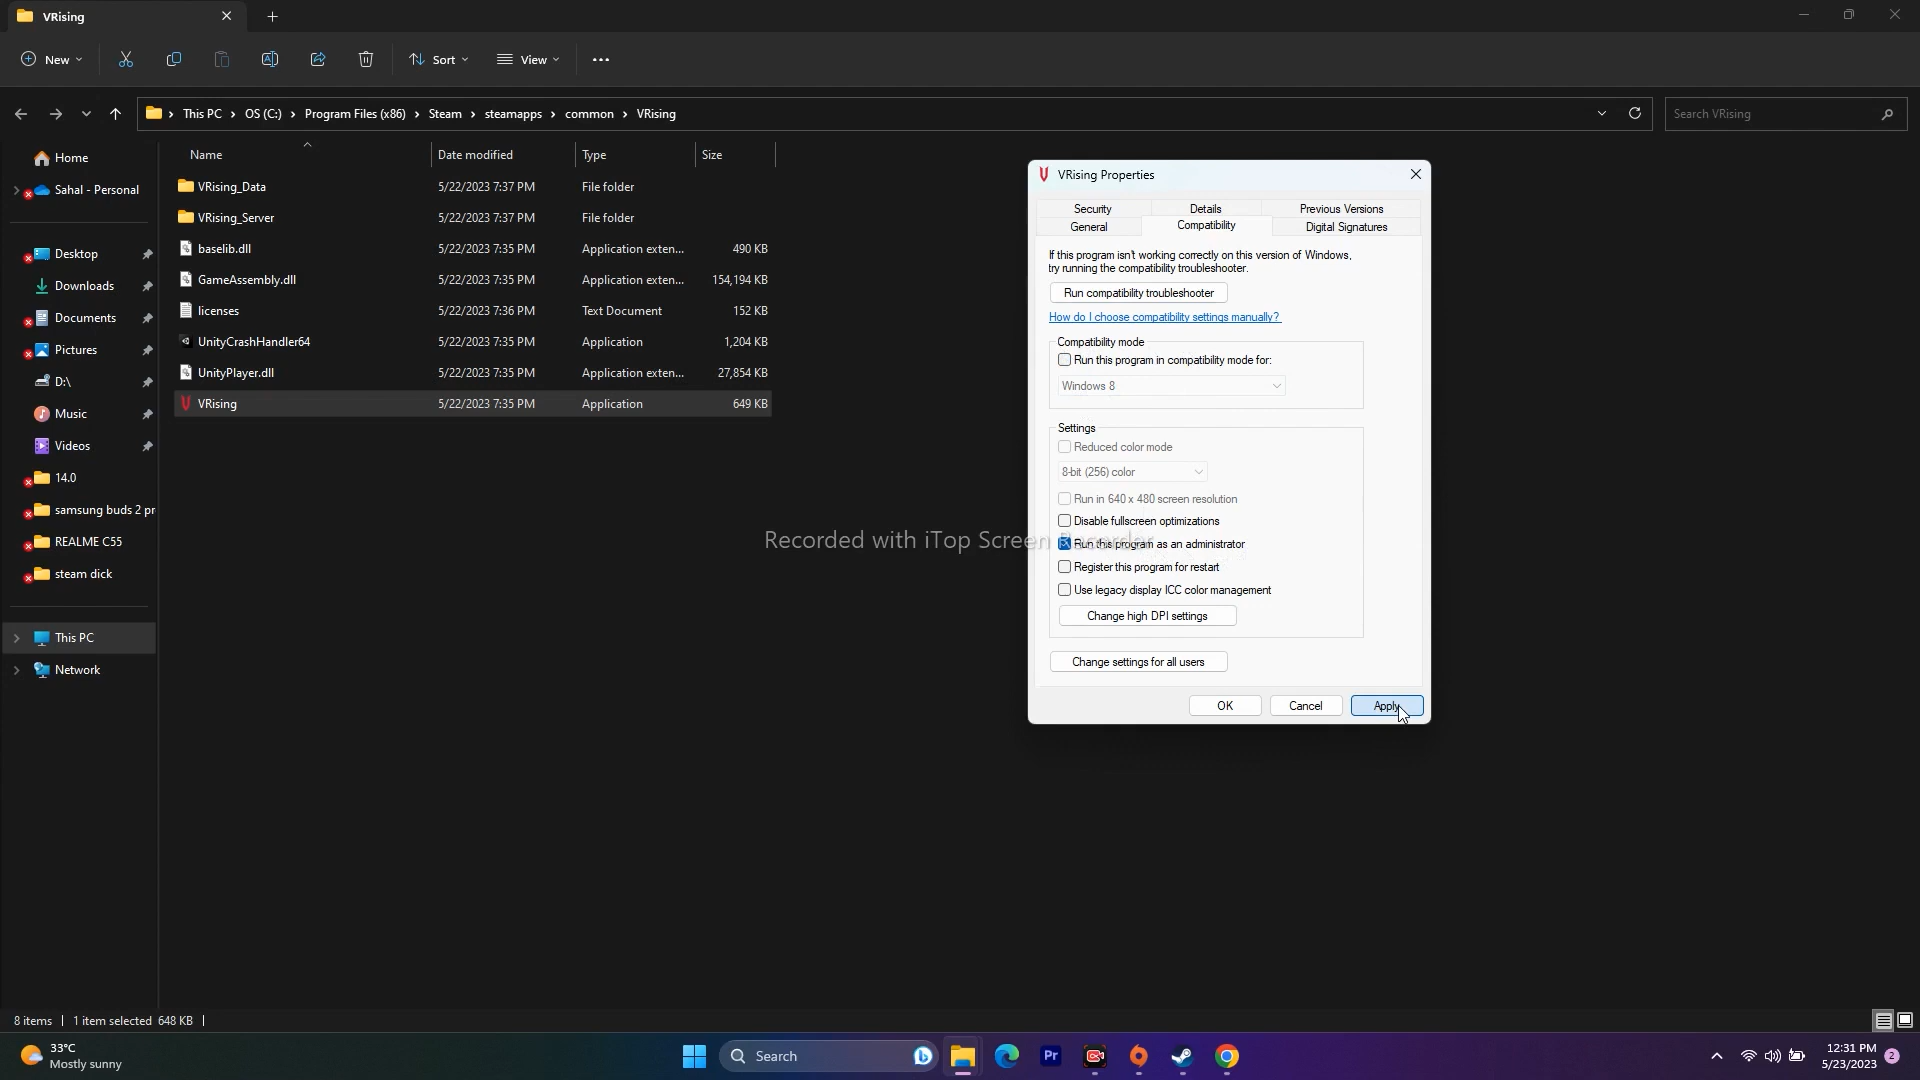 VRising
New
Sort
View
This PC
OS (C:)
Program Files (x86)
Steam
steamapps
common
VRising
Search VRising
Name
Date modified
Type
Size
Home
Sahal - Personal
Desktop
Downloads
Documents
Pictures
D:\
Music
Videos
14.0
samsung buds 2 pr
REALME C55
steam dick
This PC
Network
VRising_Data 5/22/2023 7:37 PM File folder
VRising_Server 5/22/2023 7:37 PM File folder
baselib.dll 5/22/2023 7:35 PM Application exten... 490 KB
GameAssembly.dll 5/22/2023 7:35 PM Application exten... 154,194 KB
licenses 5/22/2023 7:36 PM Text Document 152 KB
UnityCrashHandler64 5/22/2023 7:35 PM Application 1,204 KB
UnityPlayer.dll 5/22/2023 7:35 PM Application exten... 27,854 KB
VRising 5/22/2023 7:35 PM Application 649 KB
VRising Properties
Security Details Previous Versions
General Compatibility Digital Signatures
If this program isn't working correctly on this version of Windows,
try running the compatibility troubleshooter.
Run compatibility troubleshooter
How do I choose compatibility settings manually?
Compatibility mode
Run this program in compatibility mode for:
Windows 8
Settings
Reduced color mode
8-bit (256) color
Run in 640 x 480 screen resolution
Disable fullscreen optimizations
Run this program as an administrator
Register this program for restart
Use legacy display ICC color management
Change high DPI settings
Change settings for all users
OK Cancel Apply
Recorded with iTop Screen Recorder
8 items 1 item selected 648 KB
33°C
Mostly sunny
Search
Pr
12:31 PM
5/23/2023
2